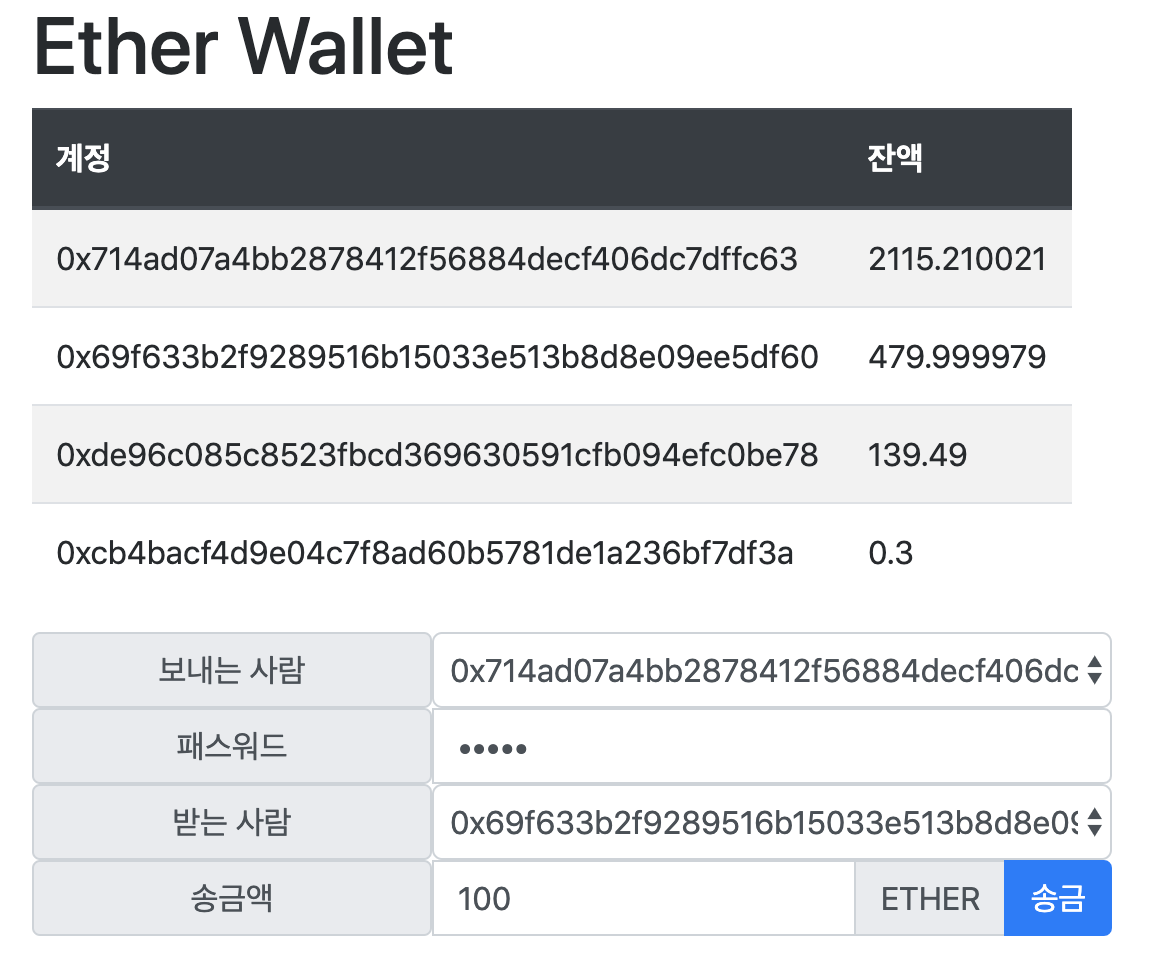 Ether Wallet
계정 잔액
0x714ad07a4bb2878412f56884decf406dc7dffc63 2115.210021
0x69f633b2f9289516b15033e513b8d8e09ee5df60 479.999979
0xde96c085c8523fbcd369630591cfb094efc0be78 139.49
0xcb4bacf4d9e04c7f8ad60b5781de1a236bf7df3a 0.3
보내는 사람 0x714ad07a4bb2878412f56884decf406dc
패스워드 •••••
받는 사람 0x69f633b2f9289516b15033e513b8d8e09
송금액 100 ETHER 송금